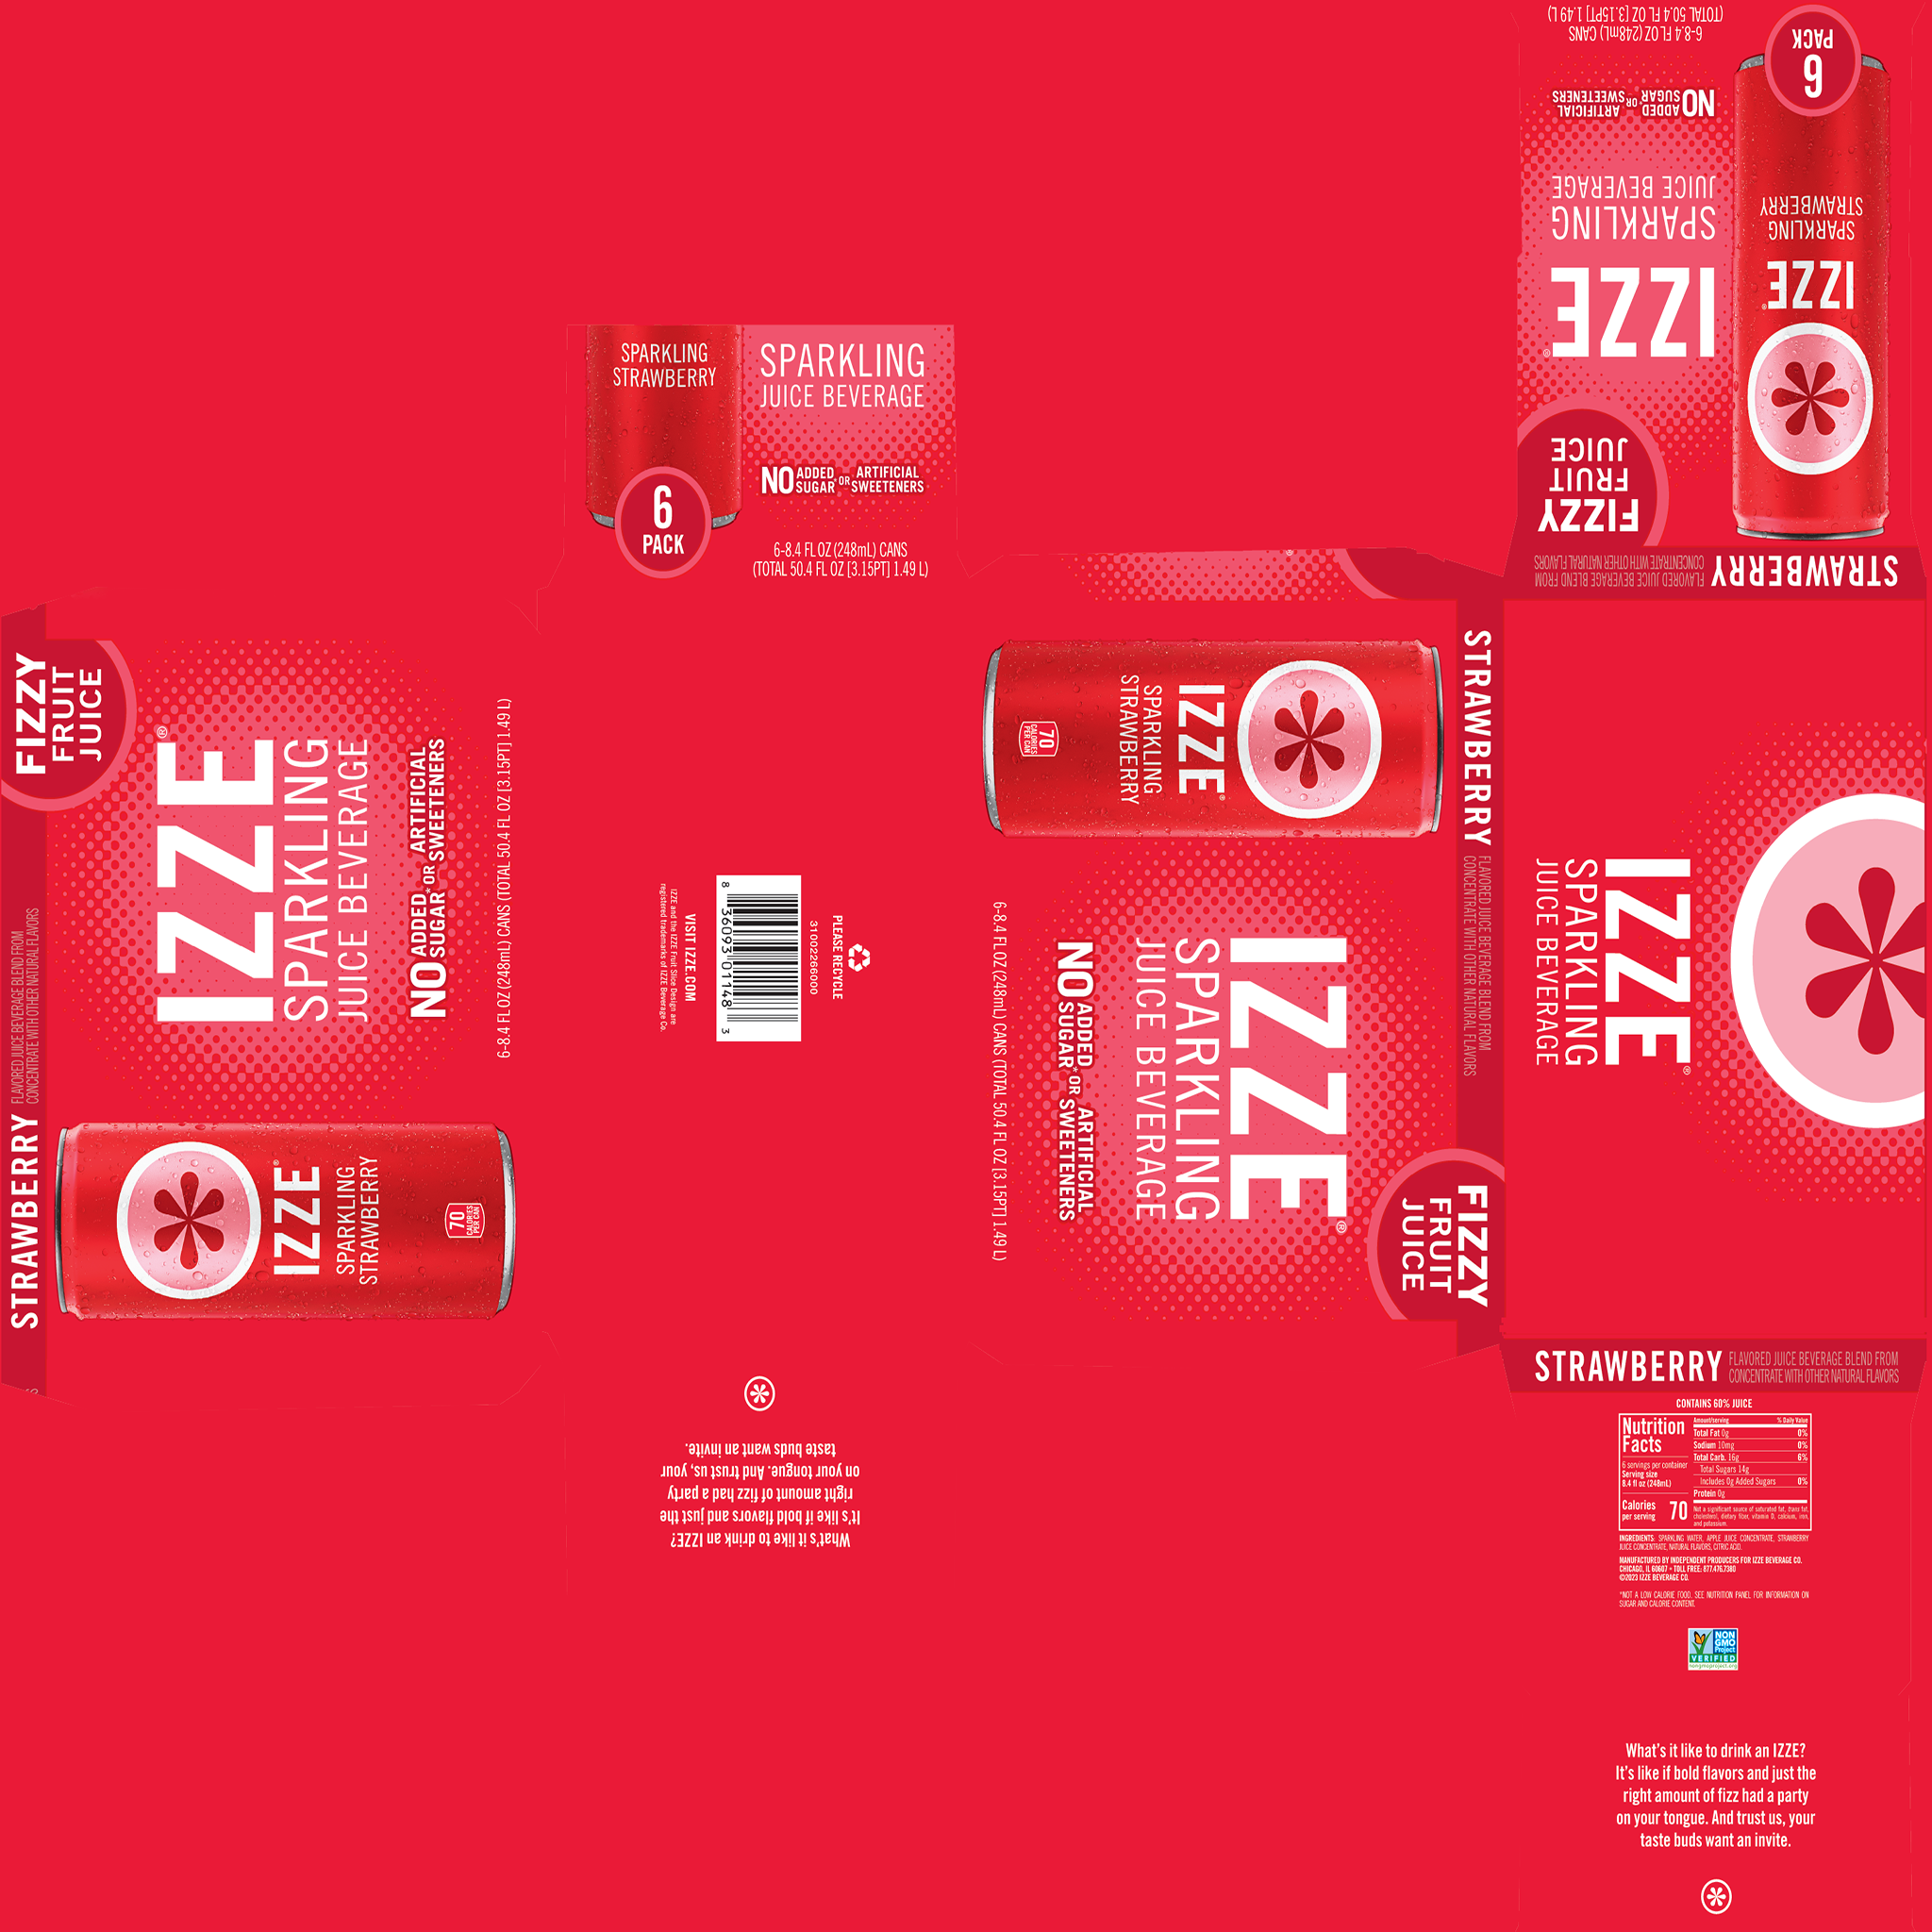 6-8.4 FL OZ (248mL) CANS
(TOTAL 50.4 FL OZ [3.15PT] 1.49 L)
6
PACK
NO ADDED SUGAR* OR ARTIFICIAL SWEETENERS
SPARKLING
JUICE BEVERAGE
IZZE®
FIZZY
FRUIT
JUICE
IZZE®
SPARKLING
STRAWBERRY
STRAWBERRY
FLAVORED JUICE BEVERAGE BLEND FROM
CONCENTRATE WITH OTHER NATURAL FLAVORS
SPARKLING
STRAWBERRY
6
PACK
SPARKLING
JUICE BEVERAGE
NO ADDED SUGAR* OR ARTIFICIAL SWEETENERS
6-8.4 FL OZ (248mL) CANS
(TOTAL 50.4 FL OZ [3.15PT] 1.49 L)
FIZZY
FRUIT
JUICE
STRAWBERRY
FLAVORED JUICE BEVERAGE BLEND FROM
CONCENTRATE WITH OTHER NATURAL FLAVORS
IZZE®
SPARKLING
JUICE BEVERAGE
NO ADDED SUGAR* OR ARTIFICIAL SWEETENERS
6-8.4 FL OZ (248mL) CANS (TOTAL 50.4 FL OZ [3.15PT] 1.49 L)
IZZE®
SPARKLING
STRAWBERRY
70
CALORIES
PER CAN
PLEASE RECYCLE
31002266000
8 36093 01148 3
VISIT IZZE.COM
IZZE and the IZZE Fruit Slice Design are
registered trademarks of IZZE Beverage Co.
What's it like to drink an IZZE?
It's like if bold flavors and just the
right amount of fizz had a party
on your tongue. And trust us, your
taste buds want an invite.
STRAWBERRY
FLAVORED JUICE BEVERAGE BLEND FROM
CONCENTRATE WITH OTHER NATURAL FLAVORS
FIZZY
FRUIT
JUICE
IZZE®
SPARKLING
STRAWBERRY
70
CALORIES
PER CAN
IZZE®
SPARKLING
JUICE BEVERAGE
NO ADDED SUGAR* OR ARTIFICIAL SWEETENERS
6-8.4 FL OZ (248mL) CANS (TOTAL 50.4 FL OZ [3.15PT] 1.49 L)
IZZE®
SPARKLING
JUICE BEVERAGE
STRAWBERRY
FLAVORED JUICE BEVERAGE BLEND FROM
CONCENTRATE WITH OTHER NATURAL FLAVORS
CONTAINS 60% JUICE
Nutrition
Facts
6 servings per container
Serving size
8.4 fl oz (248mL)
Calories
per serving 70
Amount/serving % Daily Value
Total Fat 0g 0%
Sodium 10mg 0%
Total Carb. 16g 6%
Total Sugars 14g
Includes 0g Added Sugars 0%
Protein 0g
Not a significant source of saturated fat, trans fat,
cholesterol, dietary fiber, vitamin D, calcium, iron,
and potassium.
INGREDIENTS: SPARKLING WATER, APPLE JUICE CONCENTRATE, STRAWBERRY
JUICE CONCENTRATE, NATURAL FLAVORS, CITRIC ACID.
MANUFACTURED BY INDEPENDENT PRODUCERS FOR IZZE BEVERAGE CO.
CHICAGO, IL 60607 • TOLL FREE: 877.476.7380
©2023 IZZE BEVERAGE CO.
*NOT A LOW CALORIE FOOD. SEE NUTRITION PANEL FOR INFORMATION ON
SUGAR AND CALORIE CONTENT.
NON
GMO
Project
VERIFIED
nongmoproject.org
What's it like to drink an IZZE?
It's like if bold flavors and just the
right amount of fizz had a party
on your tongue. And trust us, your
taste buds want an invite.